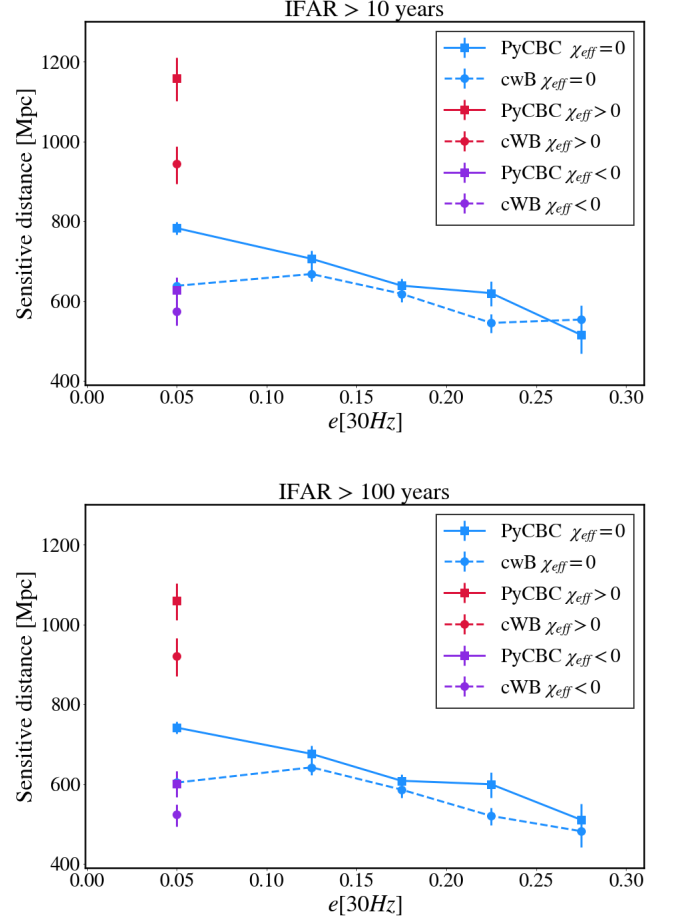 IFAR > 10 years
Sensitive distance [Mpc]
1200
1000
800
600
400
PyCBC χeff = 0
cwB χeff = 0
PyCBC χeff > 0
cWB χeff > 0
PyCBC χeff < 0
cWB χeff < 0
0.00 0.05 0.10 0.15 0.20 0.25 0.30
e[30Hz]
IFAR > 100 years
Sensitive distance [Mpc]
1200
1000
800
600
400
PyCBC χeff = 0
cwB χeff = 0
PyCBC χeff > 0
cWB χeff > 0
PyCBC χeff < 0
cWB χeff < 0
0.00 0.05 0.10 0.15 0.20 0.25 0.30
e[30Hz]